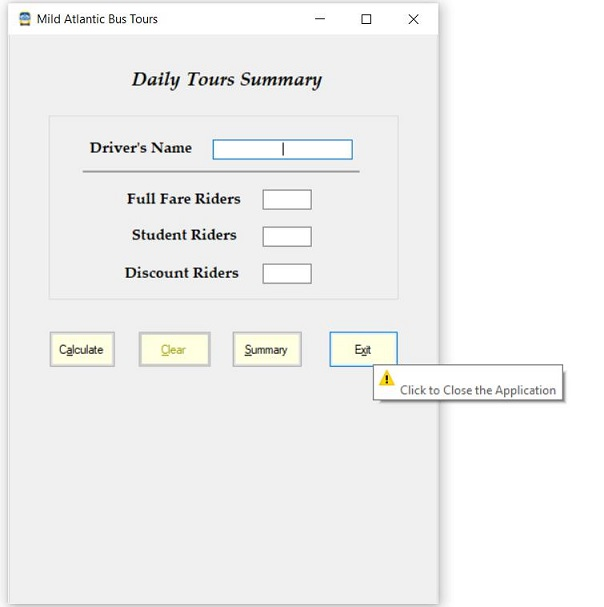 Mild Atlantic Bus Tours
Daily Tours Summary
Driver's Name
Full Fare Riders
Student Riders
Discount Riders
Calculate Clear Summary Exit
Click to Close the Application